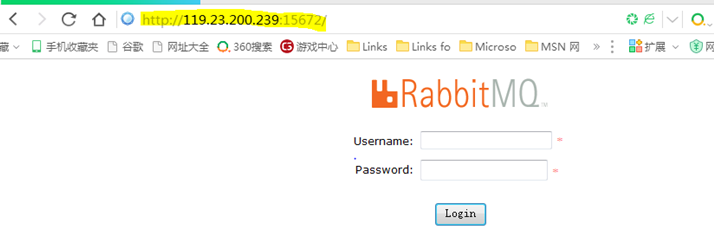 http://119.23.200.239:15672/
藏 手机收藏夹 谷歌 网址大全 360搜索 游戏中心 Links Links fo Microso MSN 网 » 扩展 网
RabbitMQ™
Username: *
Password: *
Login